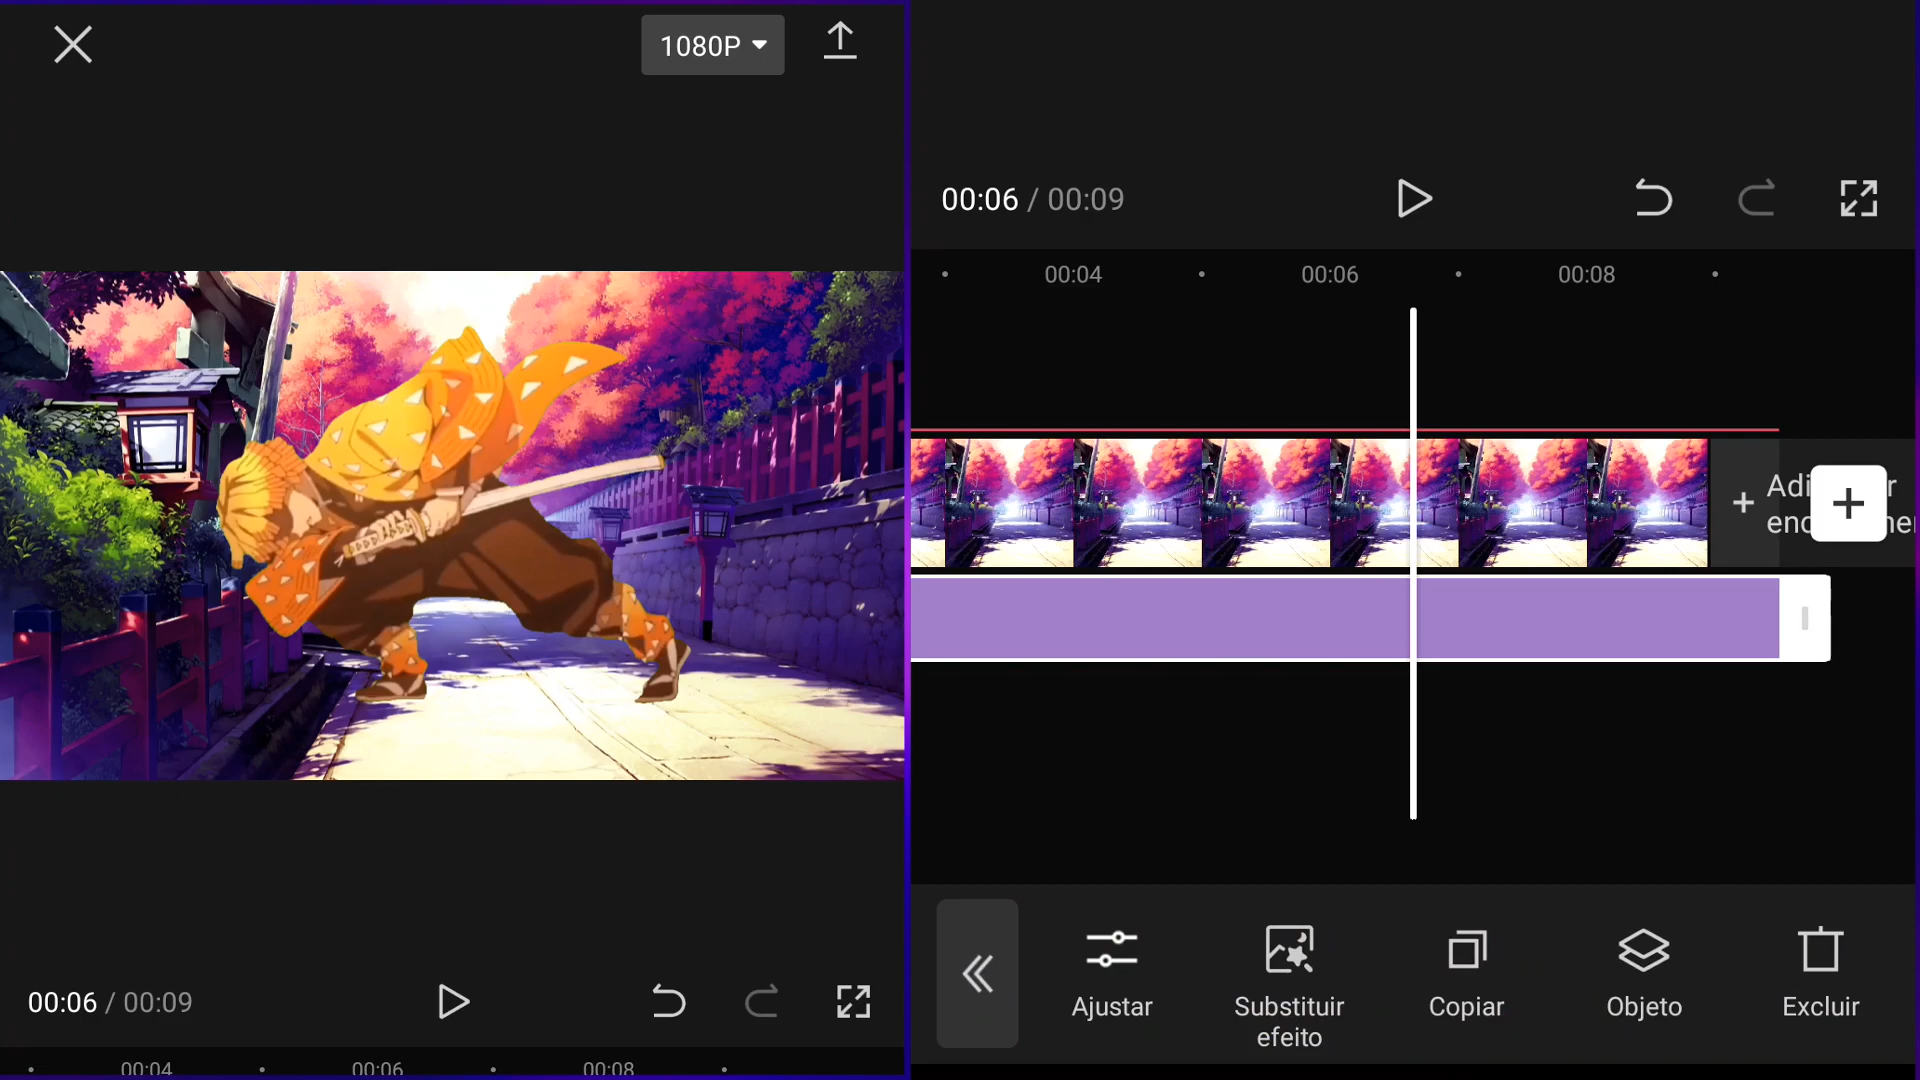 1080P
00:06 / 00:09
00:04 00:06 00:08
00:06 / 00:09
00:04 00:06 00:08
Ajustar
Substituir
efeito
Copiar
Objeto
Excluir